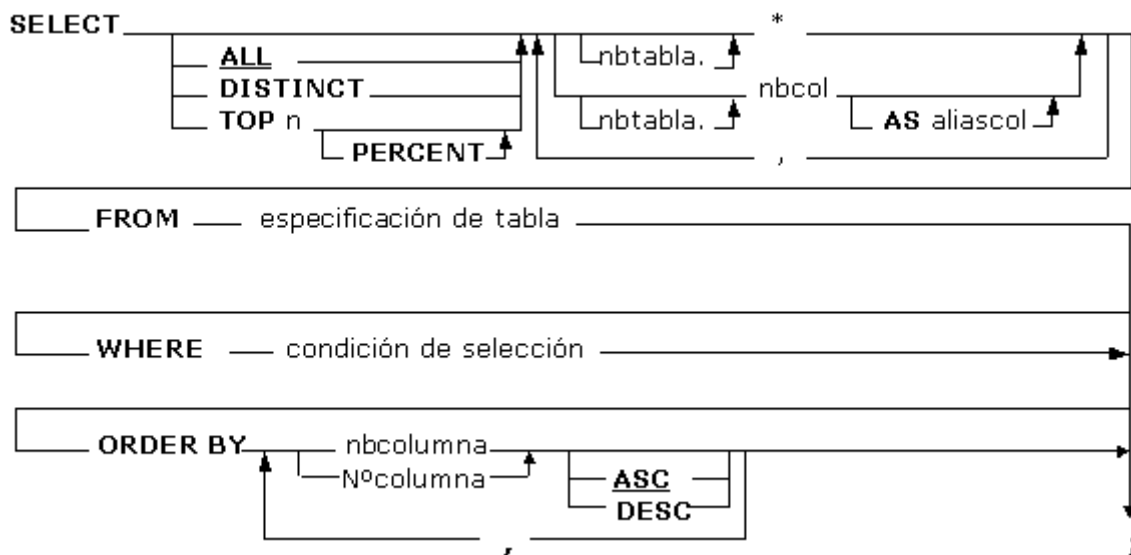 SELECT *
ALL nbtabla.
DISTINCT nbcol
TOP n nbtabla. AS aliascol
PERCENT ,
FROM especificación de tabla
WHERE condición de selección
ORDER BY nbcolumna
Nºcolumna ASC
DESC
,